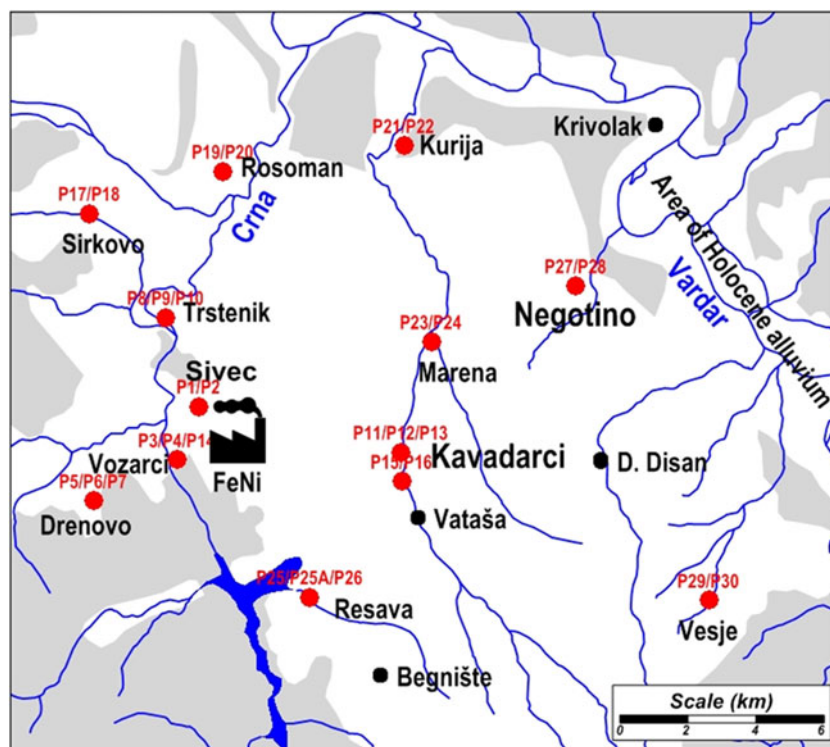 Krivolak
P21/P22
Kurija
P19/P20
Rosoman
Crna
P17/P18
Sirkovo
Area of Holocene alluvium
Vardar
P27/P28
Negotino
P8/P9/P10
Trstenik
P23/P24
Marena
Sivec
P1/P2
P3/P4/P14
Vozarci
FeNi
P11/P12/P13
Kavadarci
P15/P16
D. Disan
P5/P6/P7
Drenovo
Vataša
P25/P25A/P26
Resava
P29/P30
Vesje
Begnište
Scale (km)
0 2 4 6